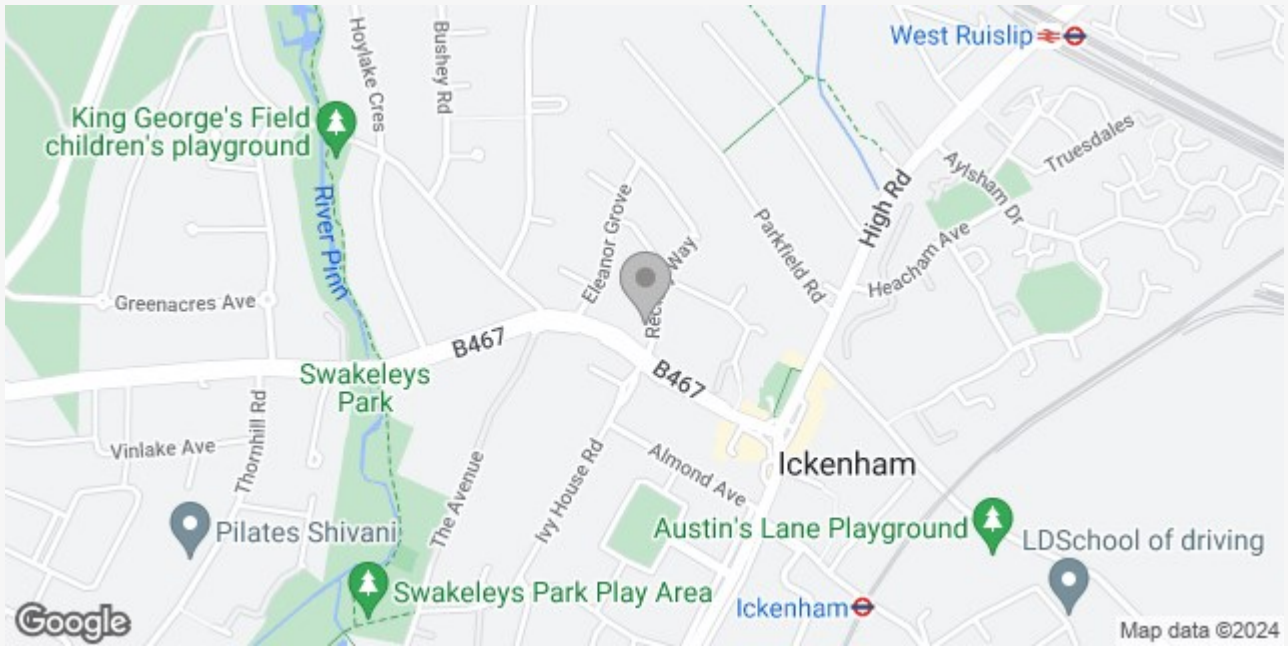 West Ruislip
Hoylake Cres
Bushey Rd
King George's Field
children's playground
Truesdales
Aylsham Dr
River Pinn
Eleanor Grove
High Rd
Parkfield Rd
Way
Heacham Ave
Greenacres Ave
B467
Swakeleys
Park
B467
Vinlake Ave
Thornhill Rd
The Avenue
Ivy House Rd
Almond Ave
Ickenham
Pilates Shivani
Austin's Lane Playground
LDSchool of driving
Swakeleys Park Play Area
Ickenham
Google
Map data ©2024